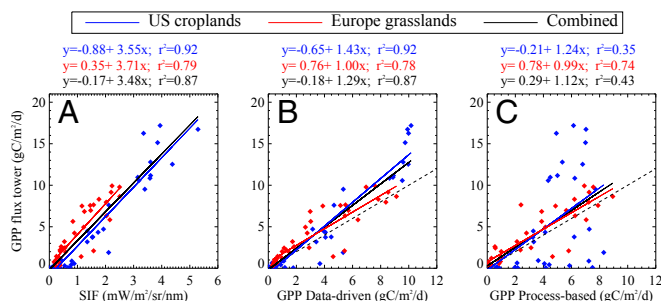 US croplands Europe grasslands Combined
y=-0.88+ 3.55x; r²=0.92 y=-0.65+ 1.43x; r²=0.92 y=-0.21+ 1.24x; r²=0.35
y= 0.35+ 3.71x; r²=0.79 y= 0.76+ 1.00x; r²=0.78 y= 0.78+ 0.99x; r²=0.74
y=-0.17+ 3.48x; r²=0.87 y=-0.18+ 1.29x; r²=0.87 y= 0.29+ 1.12x; r²=0.43
GPP flux tower (gC/m²/d)
20
15
10
5
0
A B C
0 1 2 3 4 5 6
0 2 4 6 8 10 12
0 2 4 6 8 10 12
SIF (mW/m²/sr/nm) GPP Data-driven (gC/m²/d) GPP Process-based (gC/m²/d)